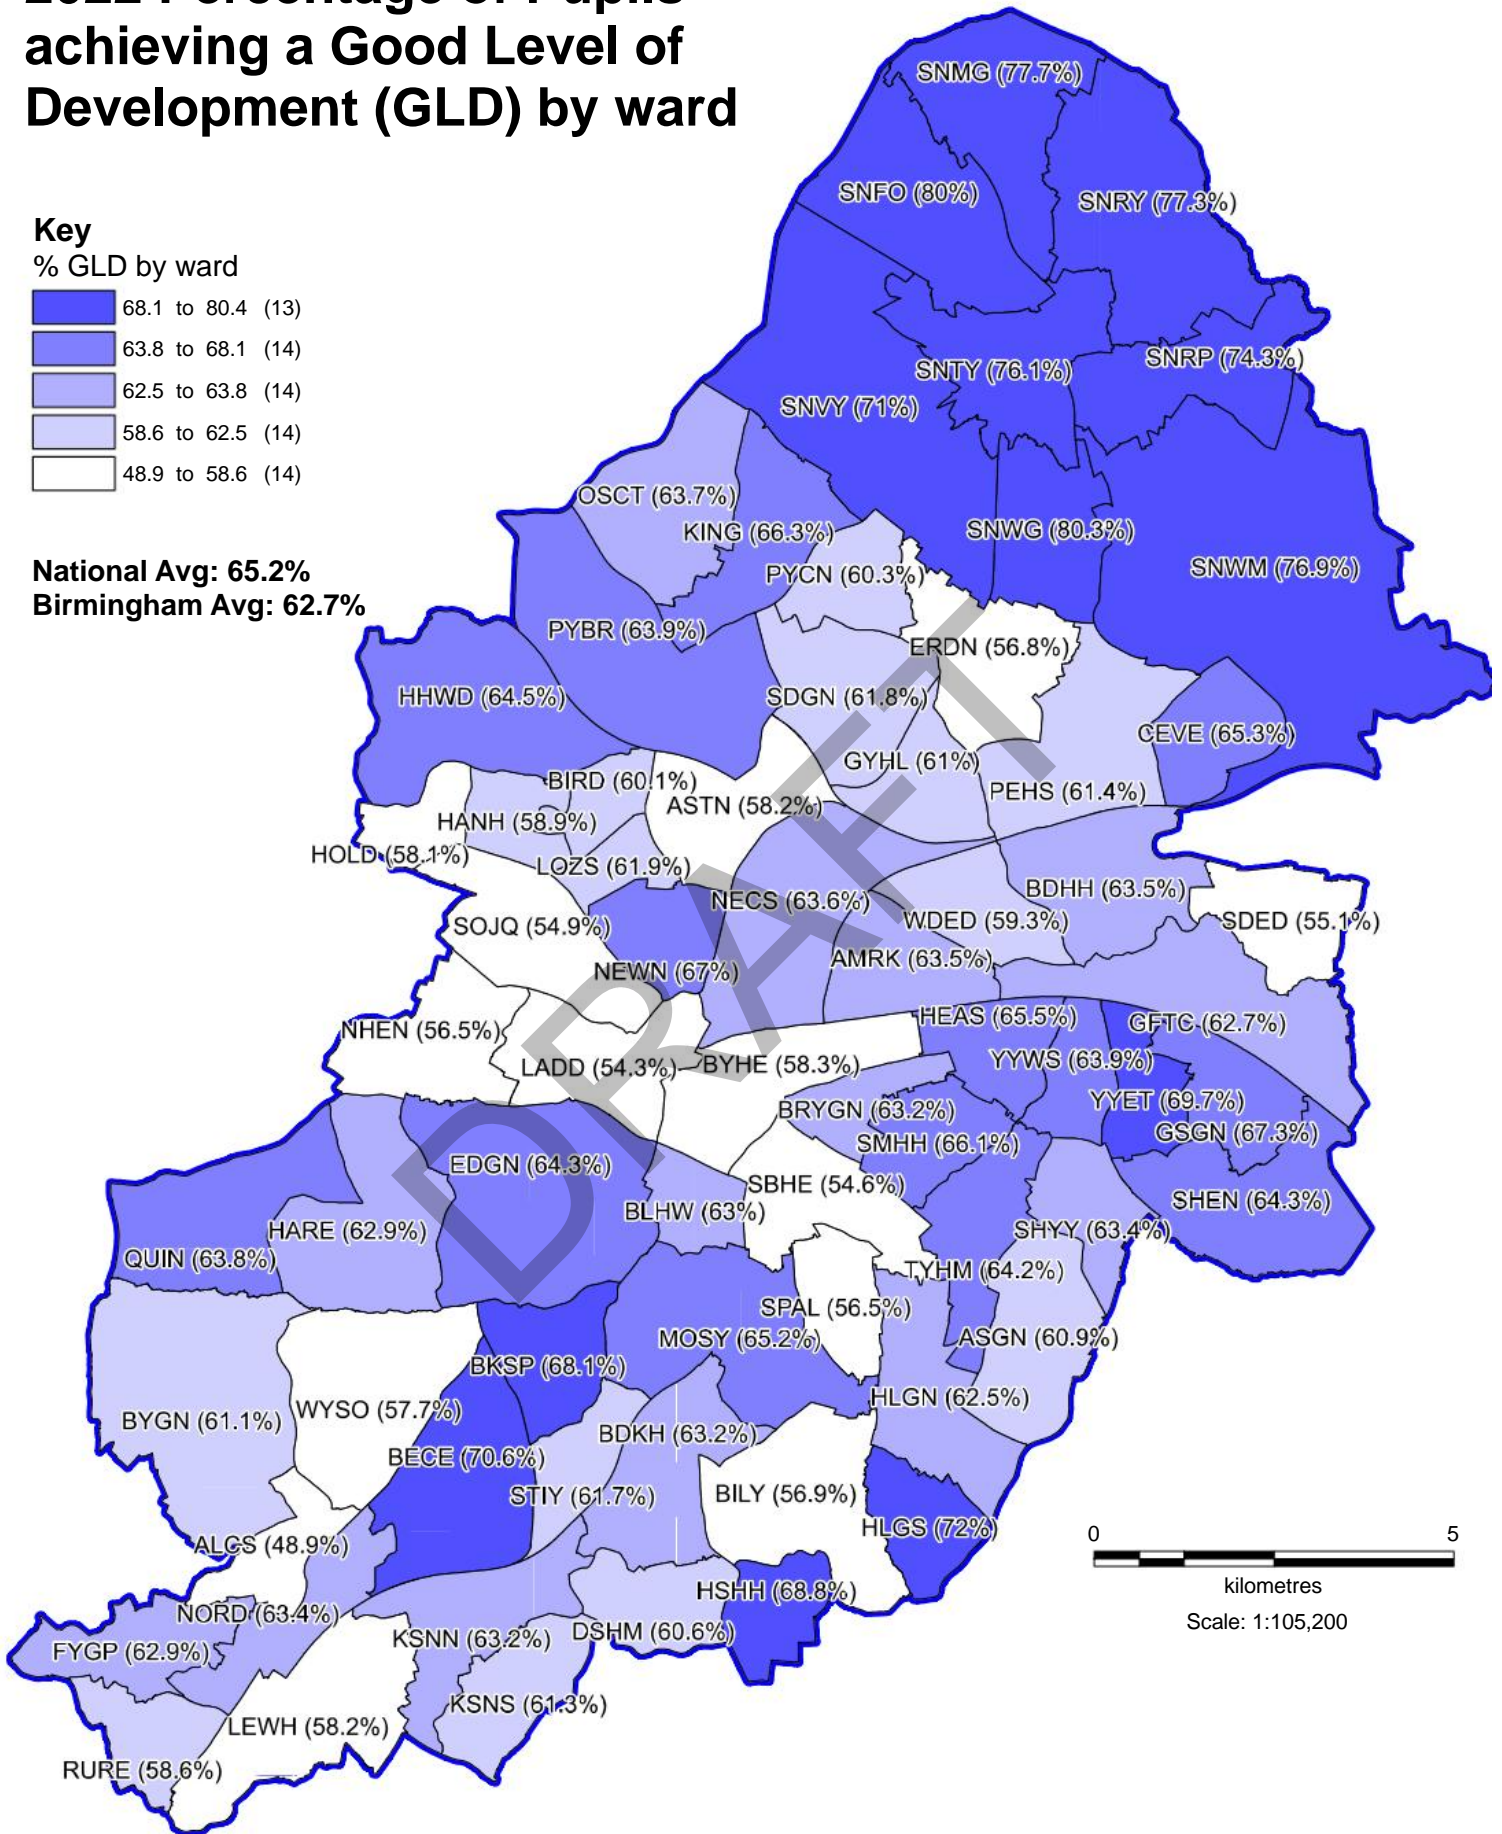 2022 Percentage of Pupils
achieving a Good Level of
Development (GLD) by ward
Key
% GLD by ward
68.1 to 80.4 (13)
63.8 to 68.1 (14)
62.5 to 63.8 (14)
58.6 to 62.5 (14)
48.9 to 58.6 (14)
National Avg: 65.2%
Birmingham Avg: 62.7%
SNMG (77.7%)
SNFO (80%)
SNRY (77.3%)
SNRP (74.3%)
SNTY (76.1%)
SNVY (71%)
OSCT (63.7%)
KING (66.3%)
SNWG (80.3%)
SNWM (76.9%)
PYCN (60.3%)
PYBR (63.9%)
ERDN (56.8%)
HHWD (64.5%)
SDGN (61.8%)
CEVE (65.3%)
GYHL (61%)
BIRD (60.1%)
PEHS (61.4%)
ASTN (58.2%)
HANH (58.9%)
HOLD (58.1%)
LOZS (61.9%)
BDHH (63.5%)
NECS (63.6%)
WDED (59.3%)
SDED (55.1%)
SOJQ (54.9%)
AMRK (63.5%)
NEWN (67%)
HEAS (65.5%)
GFTC (62.7%)
NHEN (56.5%)
YYWS (63.9%)
LADD (54.3%)
BYHE (58.3%)
YYET (69.7%)
BRYGN (63.2%)
GSGN (67.3%)
SMHH (66.1%)
EDGN (64.3%)
SBHE (54.6%)
SHEN (64.3%)
BLHW (63%)
HARE (62.9%)
SHYY (63.4%)
QUIN (63.8%)
TYHM (64.2%)
SPAL (56.5%)
MOSY (65.2%)
ASGN (60.9%)
BKSP (68.1%)
HLGN (62.5%)
WYSO (57.7%)
BYGN (61.1%)
BDKH (63.2%)
BECE (70.6%)
STIY (61.7%)
BILY (56.9%)
HLGS (72%)
ALCS (48.9%)
HSHH (68.8%)
NORD (63.4%)
DSHM (60.6%)
KSNN (63.2%)
FYGP (62.9%)
KSNS (61.3%)
LEWH (58.2%)
RURE (58.6%)
DRAFT
0 5
kilometres
Scale: 1:105,200